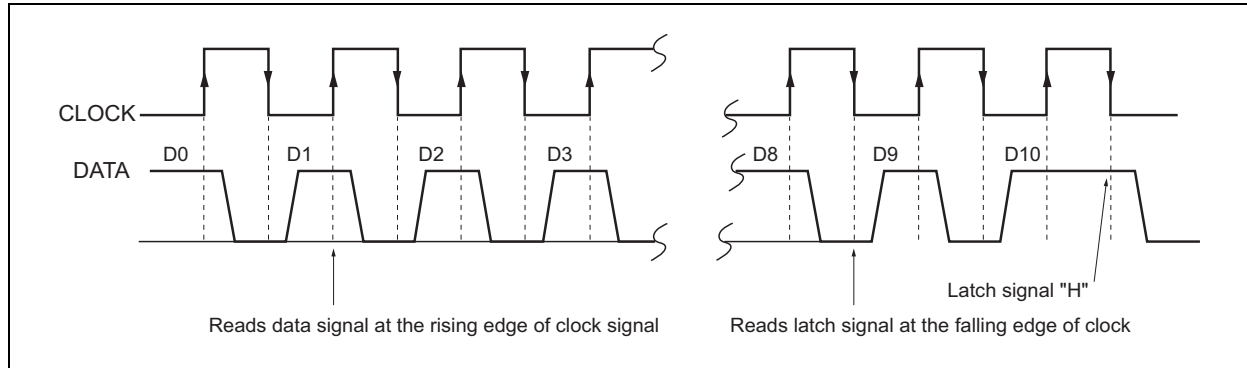 CLOCK
D0 D1 D2 D3 D8 D9 D10
DATA
Latch signal "H"
Reads data signal at the rising edge of clock signal
Reads latch signal at the falling edge of clock